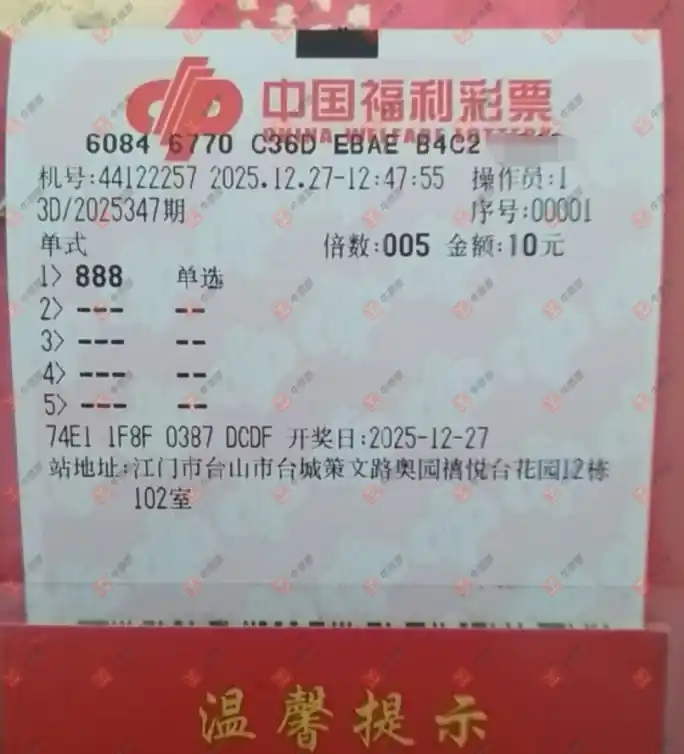 中国福利彩票
CHINA WELFARE LOTTERY
6084 6770 C36D EBAE B4C2
机号:44122257 2025.12.27-12:47:55 操作员:1
3D/2025347期 序号:00001
单式 倍数:005 金额:10元
1> 888 单选
2> --- --
3> --- --
4> --- --
5> --- --
74E1 1F8F 0387 DCDF 开奖日:2025-12-27
站地址:江门市台山市台城策文路奥园禧悦台花园12栋
102室
温馨提示